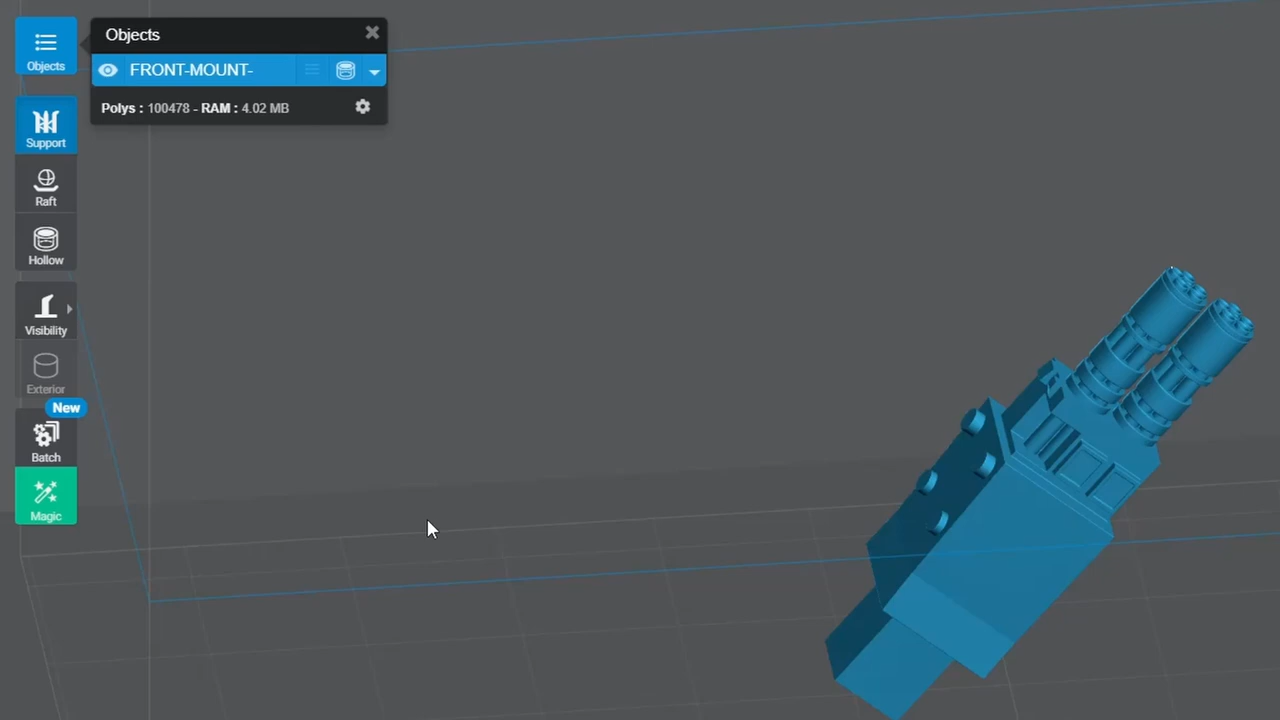 Objects
Objects
FRONT-MOUNT-
Polys : 100478 - RAM : 4.02 MB
Support
Raft
Hollow
Visibility
Exterior
New
Batch
Magic